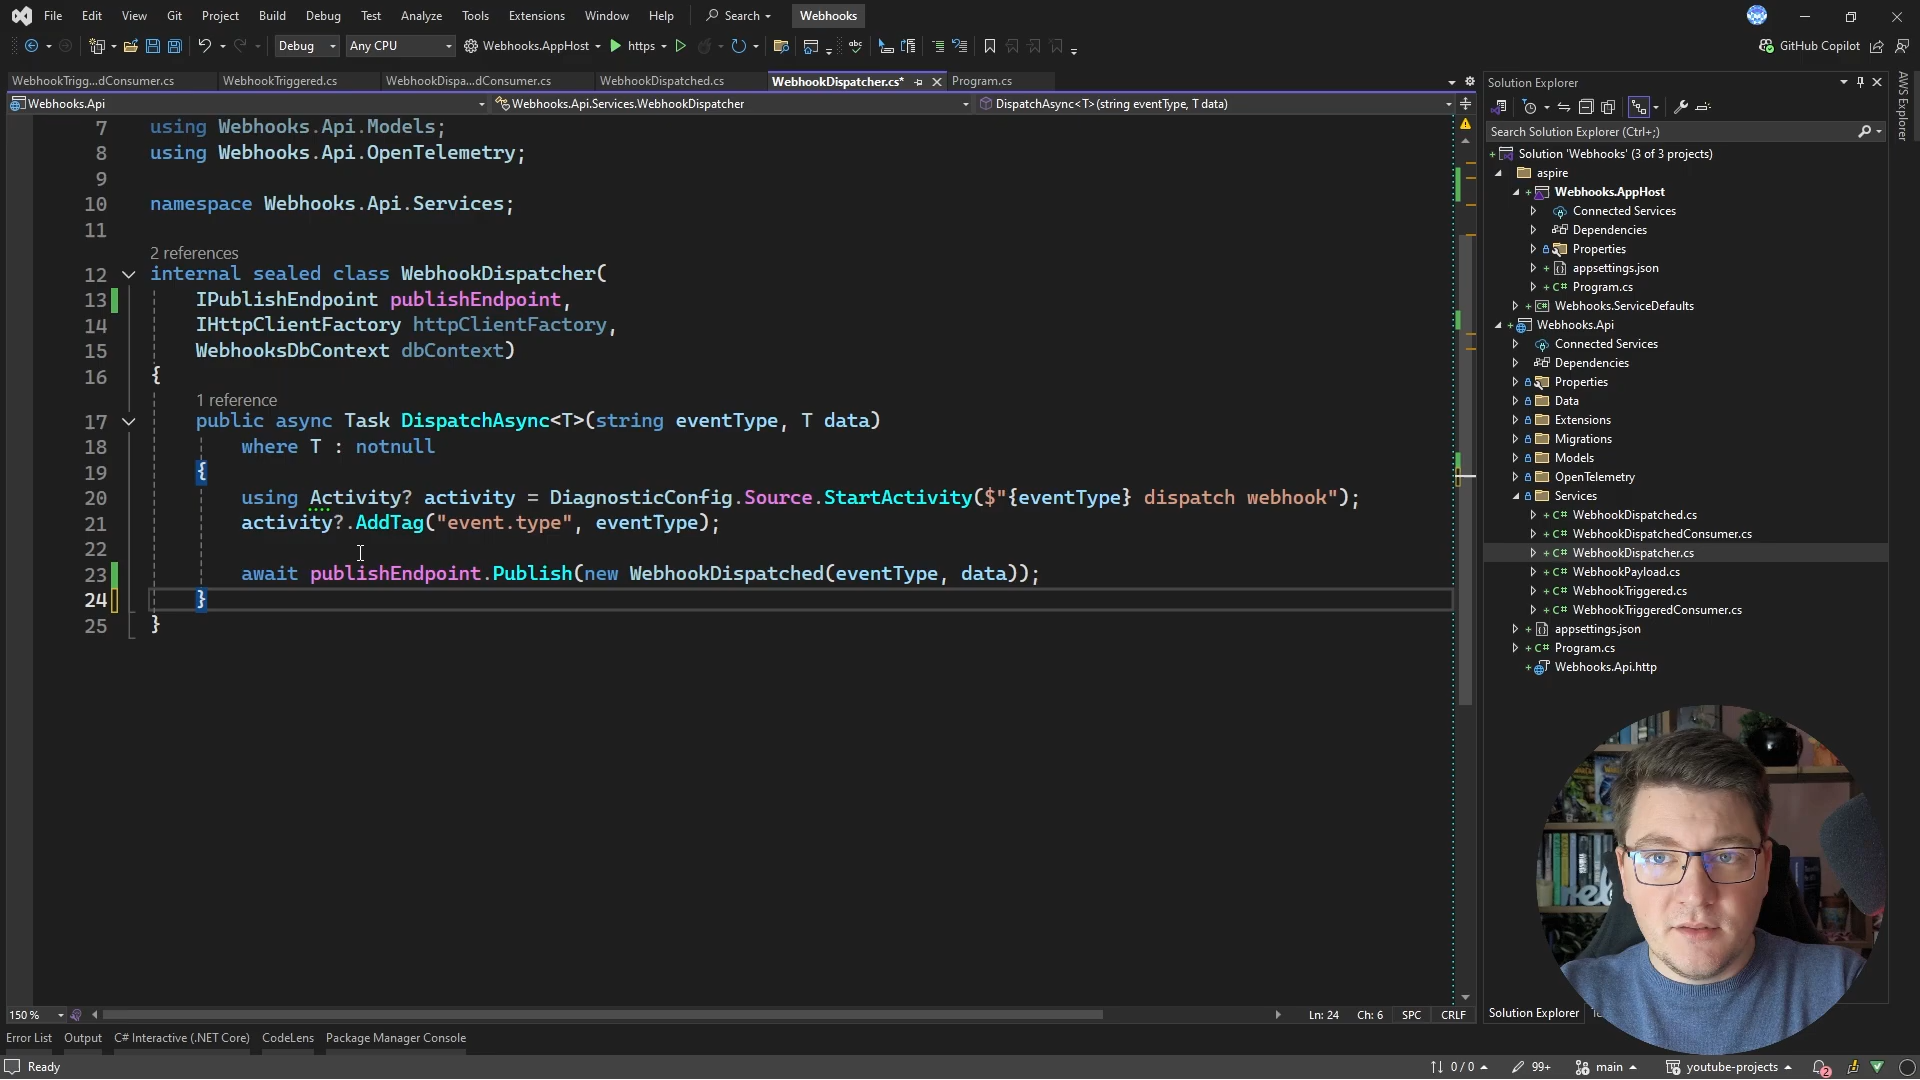 File Edit View Git Project Build Debug Test Analyze Tools Extensions Window Help Search Webhooks
Debug Any CPU Webhooks.AppHost https GitHub Copilot
WebhookTrigg...dConsumer.cs WebhookTriggered.cs WebhookDispa...dConsumer.cs WebhookDispatched.cs WebhookDispatcher.cs* Program.cs
Webhooks.Api Webhooks.Api.Services.WebhookDispatcher DispatchAsync<T>(string eventType, T data)
7 using Webhooks.Api.Models;
8 using Webhooks.Api.OpenTelemetry;
9
10 namespace Webhooks.Api.Services;
11
2 references
12 internal sealed class WebhookDispatcher(
13 IPublishEndpoint publishEndpoint,
14 IHttpClientFactory httpClientFactory,
15 WebhooksDbContext dbContext)
16 {
1 reference
17 public async Task DispatchAsync<T>(string eventType, T data)
18 where T : notnull
19 {
20 using Activity? activity = DiagnosticConfig.Source.StartActivity($"{eventType} dispatch webhook");
21 activity?.AddTag("event.type", eventType);
22
23 await publishEndpoint.Publish(new WebhookDispatched(eventType, data));
24 }
25 }
Solution Explorer
Search Solution Explorer (Ctrl+;)
Solution 'Webhooks' (3 of 3 projects)
aspire
Webhooks.AppHost
Connected Services
Dependencies
Properties
appsettings.json
C# Program.cs
Webhooks.ServiceDefaults
Webhooks.Api
Connected Services
Dependencies
Properties
Data
Extensions
Migrations
Models
OpenTelemetry
Services
C# WebhookDispatched.cs
C# WebhookDispatchedConsumer.cs
C# WebhookDispatcher.cs
C# WebhookPayload.cs
C# WebhookTriggered.cs
C# WebhookTriggeredConsumer.cs
appsettings.json
C# Program.cs
Webhooks.Api.http
AWS Explorer
150 % Ln: 24 Ch: 6 SPC CRLF
Solution Explorer
Error List Output C# Interactive (.NET Core) CodeLens Package Manager Console
Ready 0 / 0 99+ main youtube-projects 2